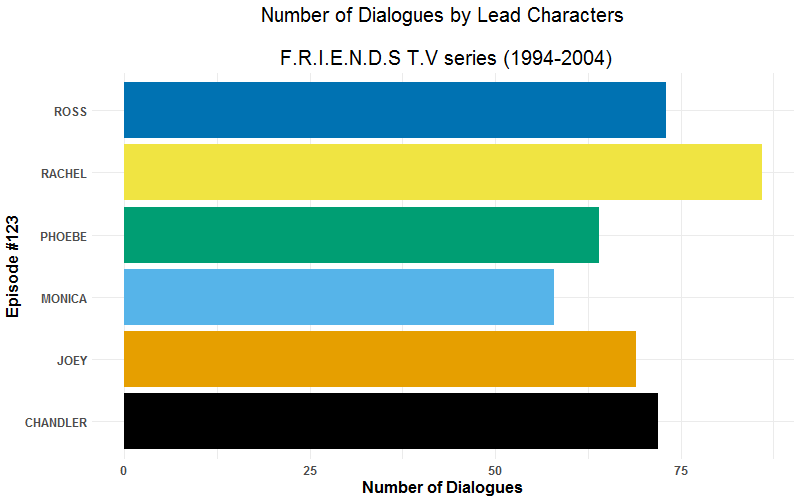 Number of Dialogues by Lead Characters
F.R.I.E.N.D.S T.V series (1994-2004)
ROSS
RACHEL
PHOEBE
MONICA
JOEY
CHANDLER
Episode #123
0 25 50 75
Number of Dialogues